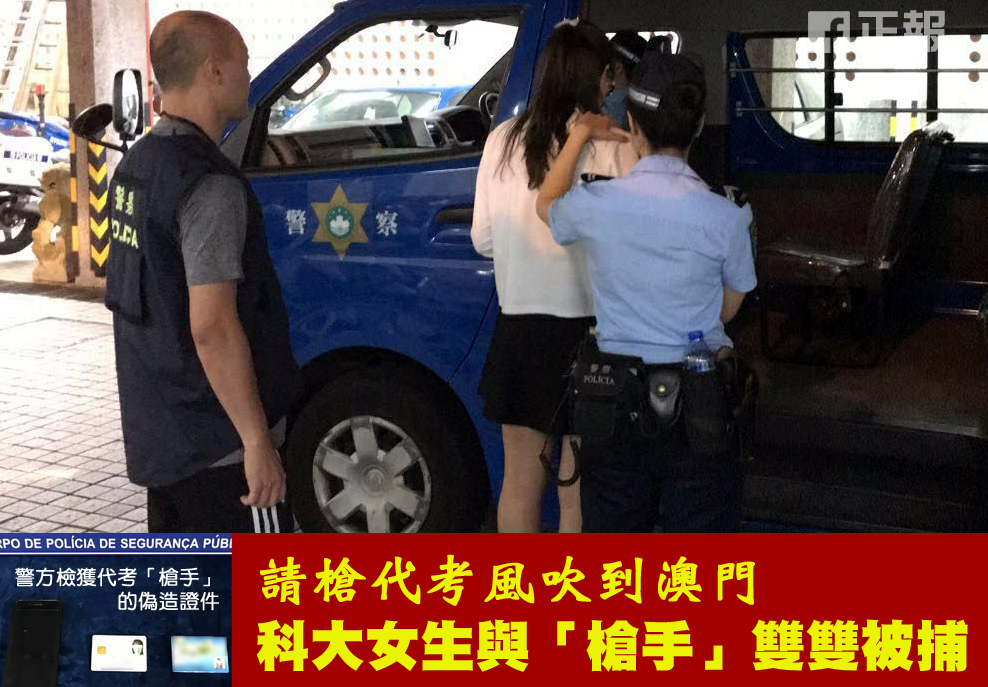 正報
POLICIA
警察
警察
POLICIA
警察
POLÍCIA
RPO DE POLÍCIA DE SEGURANÇA PÚBL
警方檢獲代考「槍手」
的偽造證件
請槍代考風吹到澳門
科大女生與「槍手」雙雙被捕